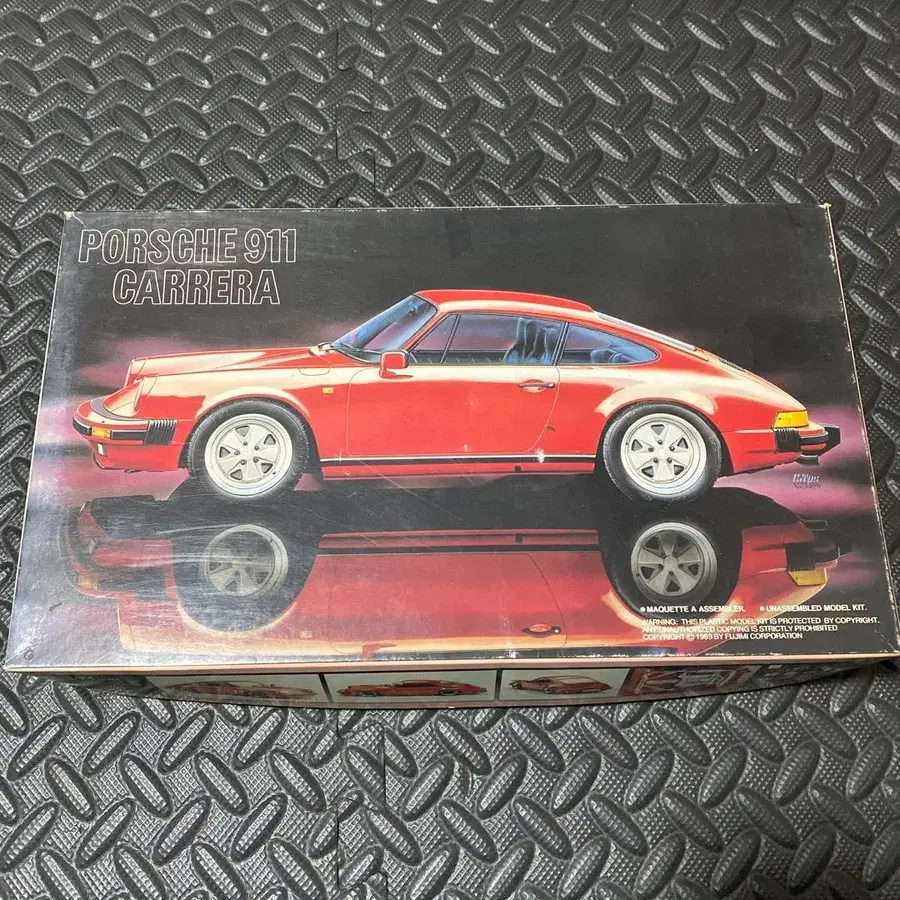 PORSCHE 911
CARRERA
• MAQUETTE A ASSEMBLER. • UNASSEMBLED MODEL KIT.
WARNING: THIS PLASTIC MODEL KIT IS PROTECTED BY COPYRIGHT.
ANY UNAUTHORIZED COPYING IS STRICTLY PROHIBITED
COPYRIGHT © 1989 BY FUJIMI CORPORATION